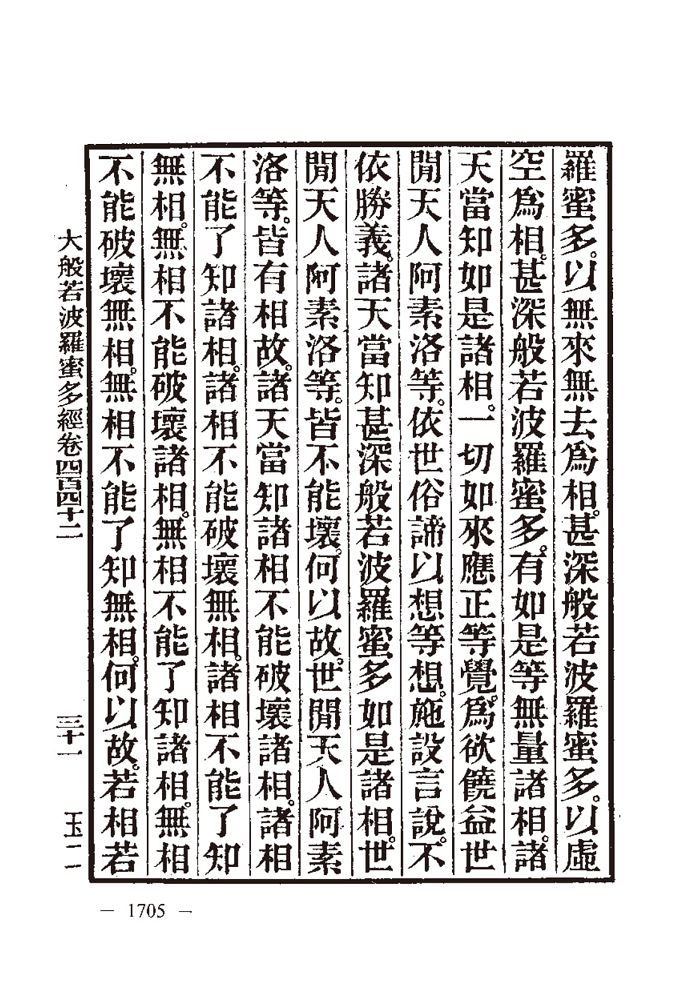 羅蜜多。以無來無去爲相。甚深般若波羅蜜多。以虛
空爲相。甚深般若波羅蜜多。有如是等無量諸相。諸
天當知如是諸相。一切如來應正等覺。爲欲饒益世
閒天人阿素洛等。依世俗諦以想等想。施設言說。不
依勝義。諸天當知甚深般若波羅蜜多如是諸相。世
閒天人阿素洛等。皆不能壞。何以故。世閒天人阿素
洛等。皆有相故。諸天當知諸相不能破壞諸相。諸相
不能了知諸相。諸相不能破壞無相。諸相不能了知
無相。無相不能破壞諸相。無相不能了知諸相。無相
不能破壞無相。無相不能了知無相。何以故。若相若
大般若波羅蜜多經卷四百四十二 三十一 玉二
— 1705 —